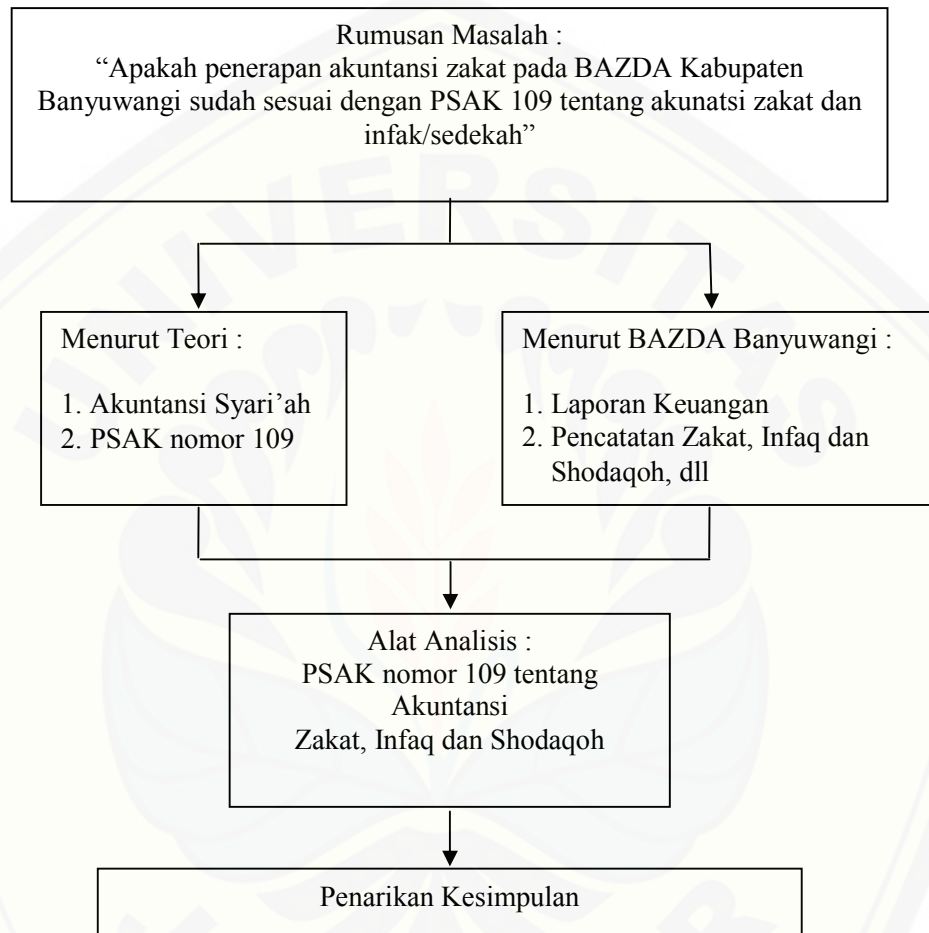 Rumusan Masalah :
“Apakah penerapan akuntansi zakat pada BAZDA Kabupaten
Banyuwangi sudah sesuai dengan PSAK 109 tentang akunatsi zakat dan
infak/sedekah”
UNIVERSITAS
Menurut Teori :
1. Akuntansi Syari’ah
2. PSAK nomor 109
Menurut BAZDA Banyuwangi :
1. Laporan Keuangan
2. Pencatatan Zakat, Infaq dan
Shodaqoh, dll
Alat Analisis :
PSAK nomor 109 tentang
Akuntansi
Zakat, Infaq dan Shodaqoh
Penarikan Kesimpulan